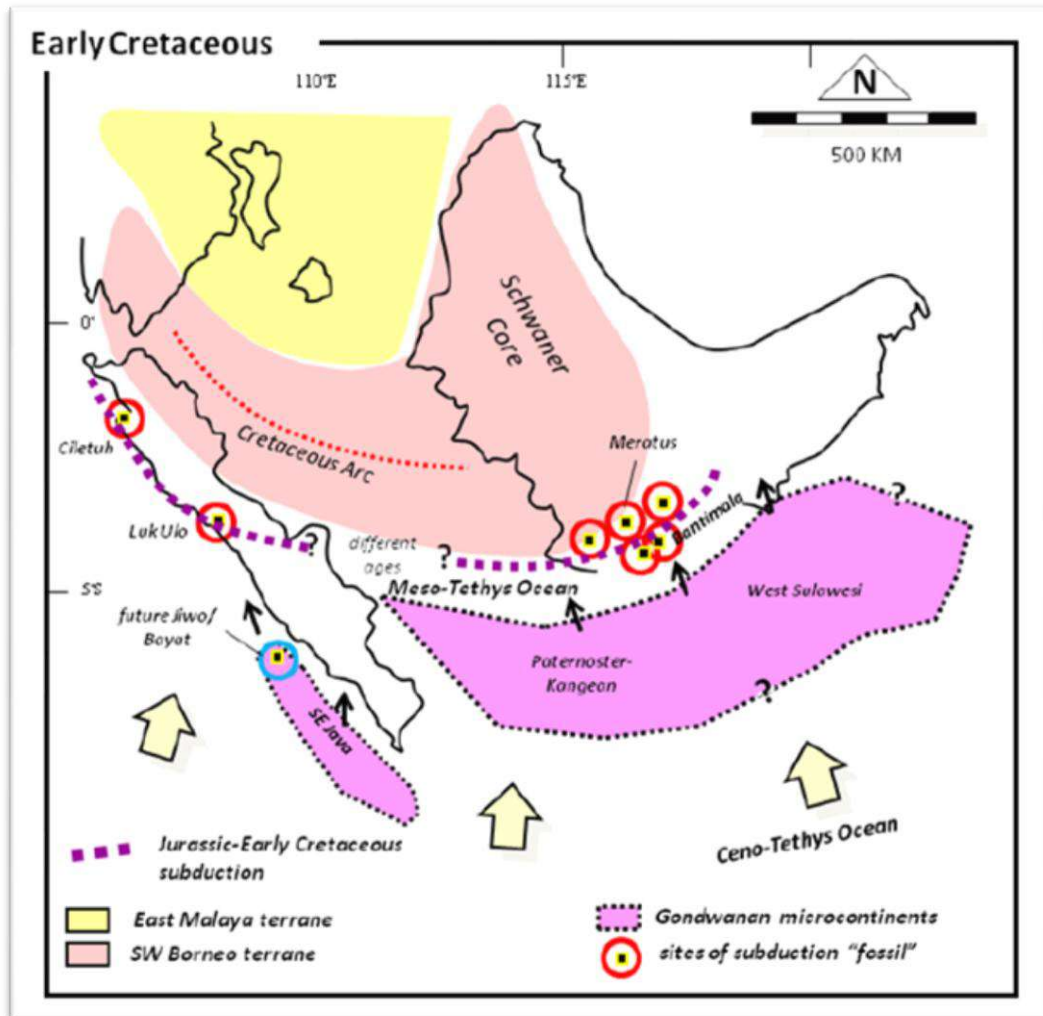 Early Cretaceous
110°E
115°E
N
500 KM
0°
5°S
Schwaner
Core
Cretaceous Arc
Meratus
Ciletuh
Luk Ulo
?
different
ages
?
Bantimala
?
Meso-Tethys Ocean
West Sulawesi
future Jiwo/
Bayat
Paternoster-
Kangean
?
SE Java
Ceno-Tethys Ocean
Jurassic-Early Cretaceous
subduction
East Malaya terrane
SW Borneo terrane
Gondwanan microcontinents
sites of subduction "fossil"